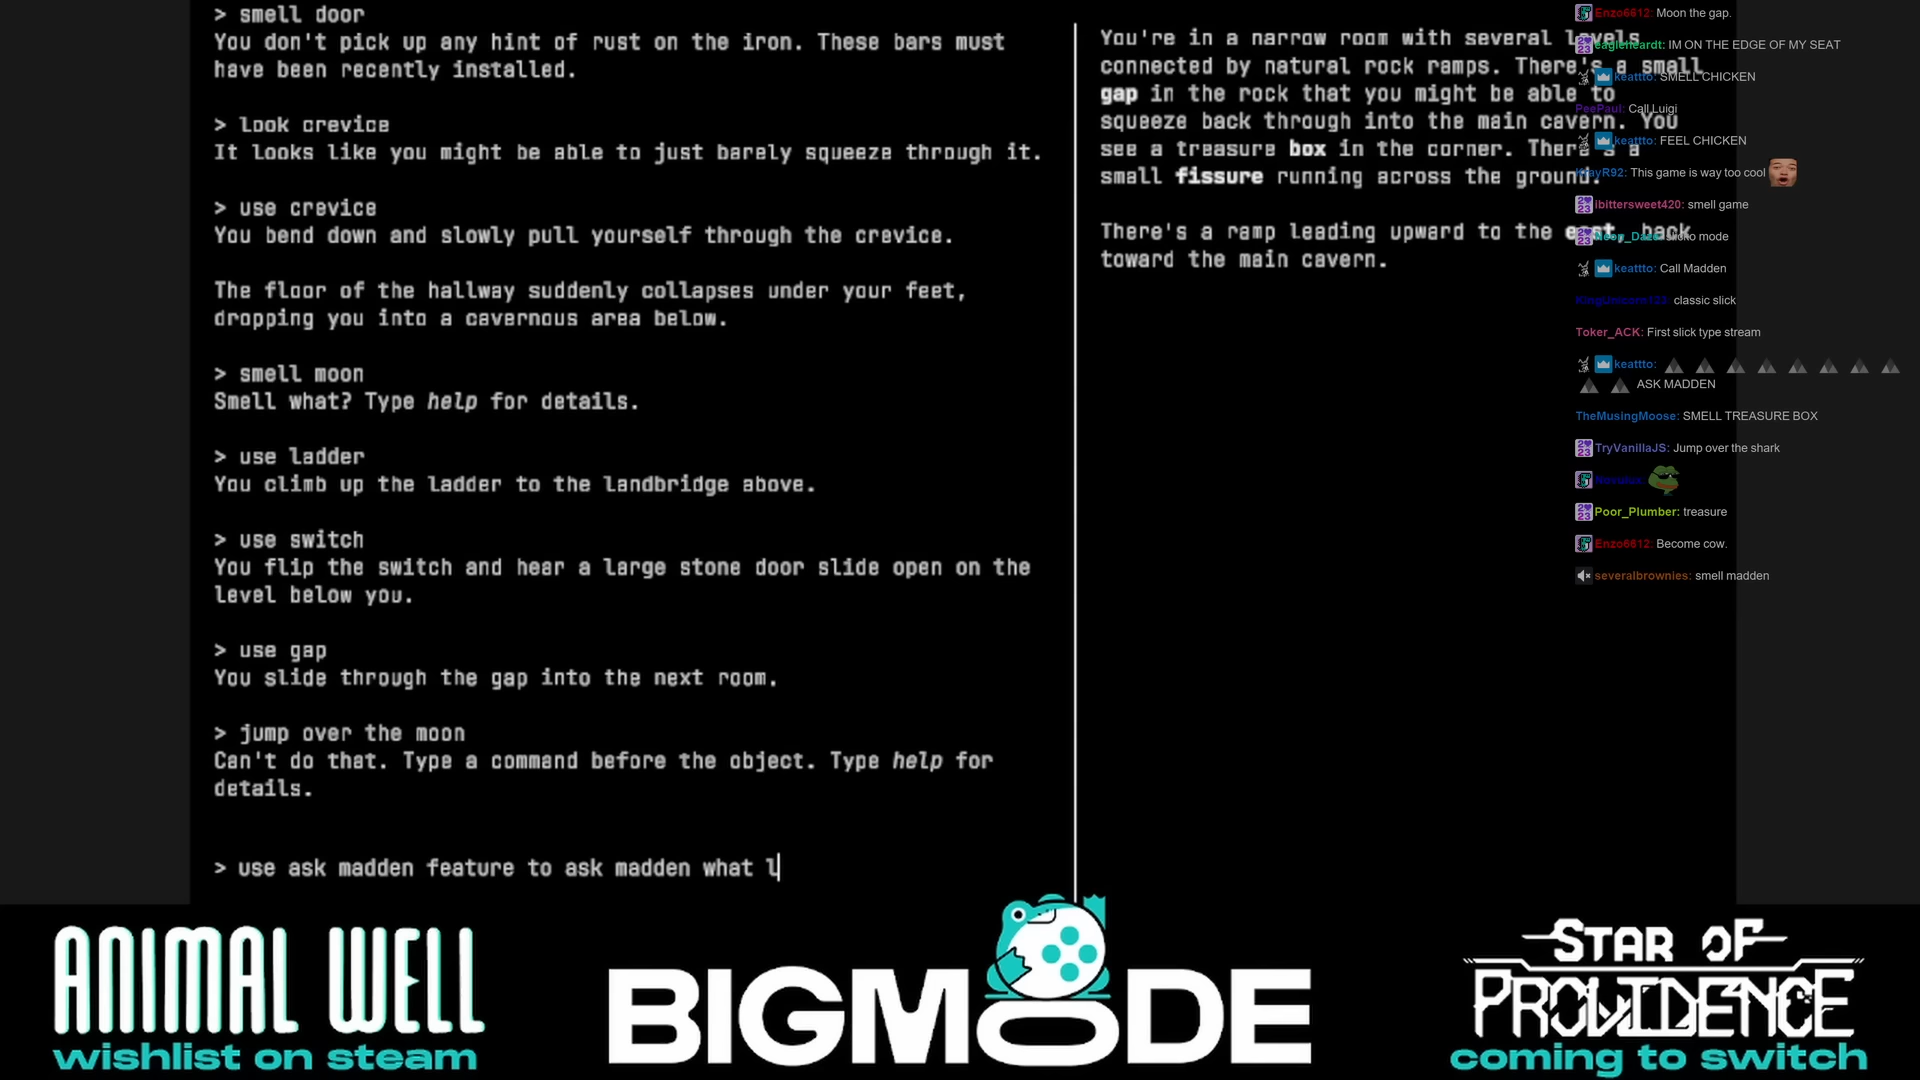 > smell door
You don't pick up any hint of rust on the iron. These bars must
have been recently installed.
> look crevice
It looks like you might be able to just barely squeeze through it.
> use crevice
You bend down and slowly pull yourself through the crevice.
The floor of the hallway suddenly collapses under your feet,
dropping you into a cavernous area below.
> smell moon
Smell what? Type help for details.
> use ladder
You climb up the ladder to the landbridge above.
> use switch
You flip the switch and hear a large stone door slide open on the
level below you.
> use gap
You slide through the gap into the next room.
> jump over the moon
Can't do that. Type a command before the object. Type help for
details.
> use ask madden feature to ask madden what l
You're in a narrow room with several levels
connected by natural rock ramps. There's a small
gap in the rock that you might be able to
squeeze back through into the main cavern. You
see a treasure box in the corner. There's a
small fissure running across the ground.
There's a ramp leading upward to the east, back
toward the main cavern.
Enzo6612: Moon the gap.
eagleheardt: IM ON THE EDGE OF MY SEAT
keattto: SMELL CHICKEN
PeePaul: Call Luigi
keattto: FEEL CHICKEN
This game is way too cool
ibittersweet420: smell game
mode
keattto: Call Madden
classic slick
Toker_ACK: First slick type stream
keattto:
ASK MADDEN
TheMusingMoose: SMELL TREASURE BOX
TryVanillaJS: Jump over the shark
Poor_Plumber: treasure
Enzo6612: Become cow.
severalbrownies: smell madden
ANIMAL WELL
wishlist on steam
BIGMODE
STAR OF
PROVIDENCE
coming to switch